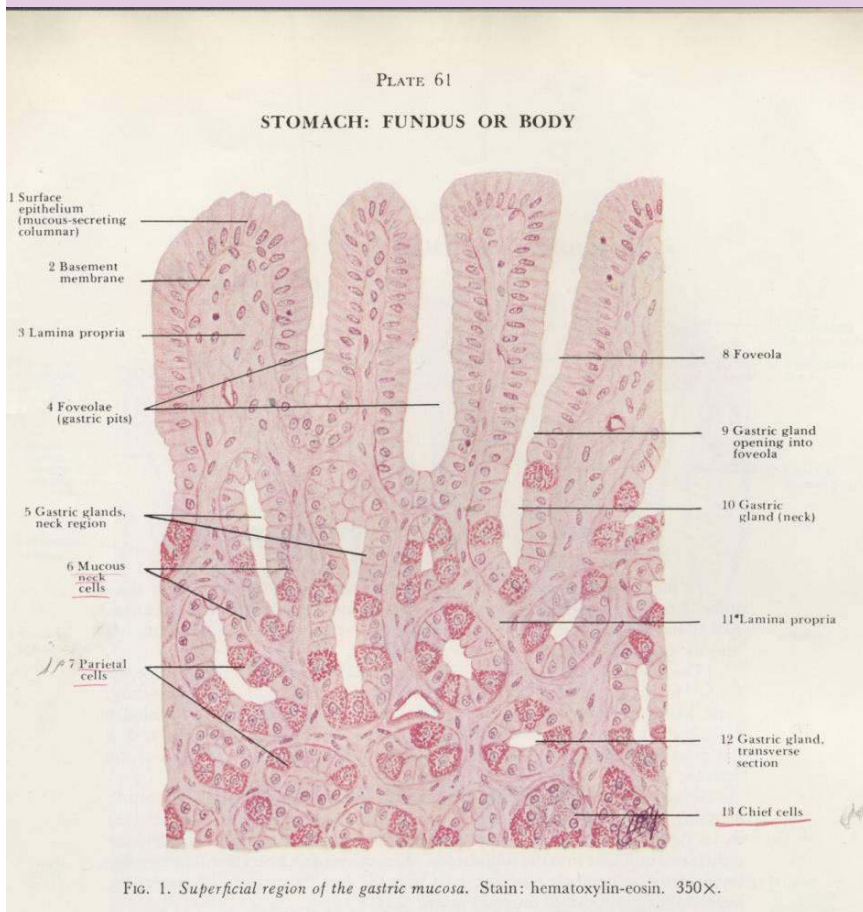 PLATE 61
STOMACH: FUNDUS OR BODY
1 Surface
epithelium
(mucous-secreting
columnar)
2 Basement
membrane
3 Lamina propria
4 Foveolae
(gastric pits)
5 Gastric glands,
neck region
6 Mucous
neck
cells
7 Parietal
cells
8 Foveola
9 Gastric gland
opening into
foveola
10 Gastric
gland (neck)
11 Lamina propria
12 Gastric gland,
transverse
section
13 Chief cells
FIG. 1. Superficial region of the gastric mucosa. Stain: hematoxylin-eosin. 350×.